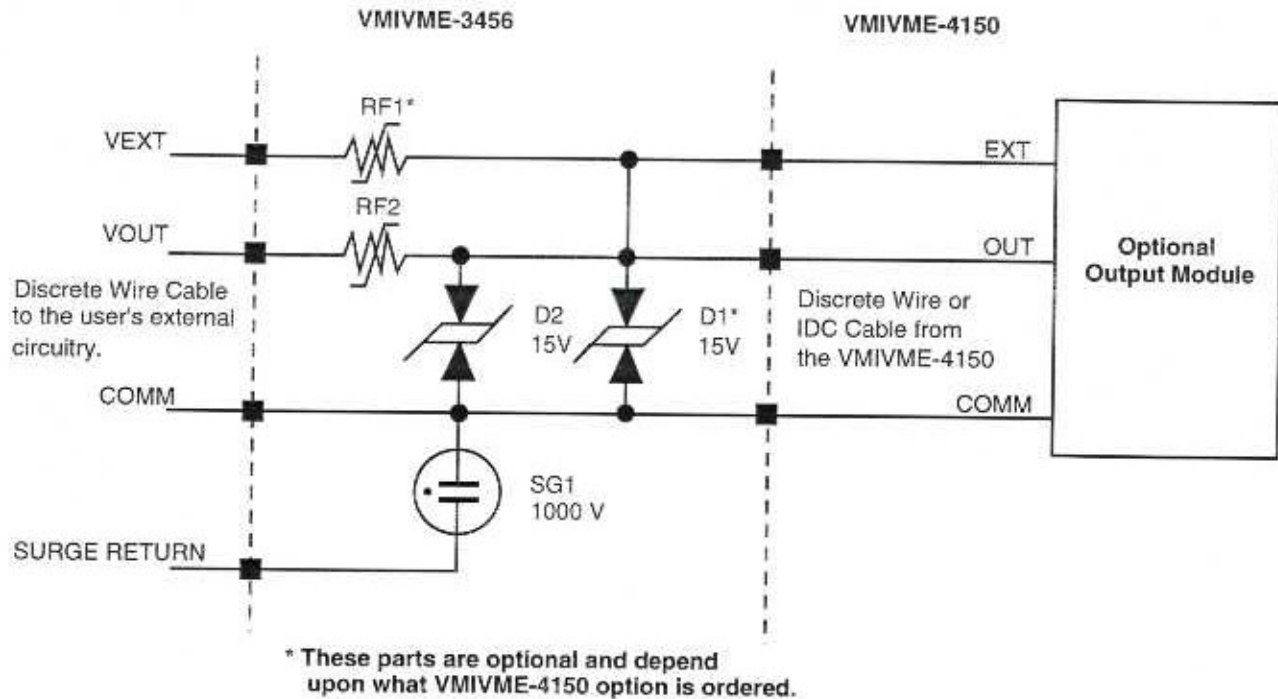 VMIVME-3456
VMIVME-4150
RF1*
VEXT
EXT
RF2
VOUT
OUT
Optional
Output Module
Discrete Wire Cable
to the user's external
circuitry.
D2
15V
D1*
15V
Discrete Wire or
IDC Cable from
the VMIVME-4150
COMM
COMM
SG1
1000 V
SURGE RETURN
* These parts are optional and depend
upon what VMIVME-4150 option is ordered.